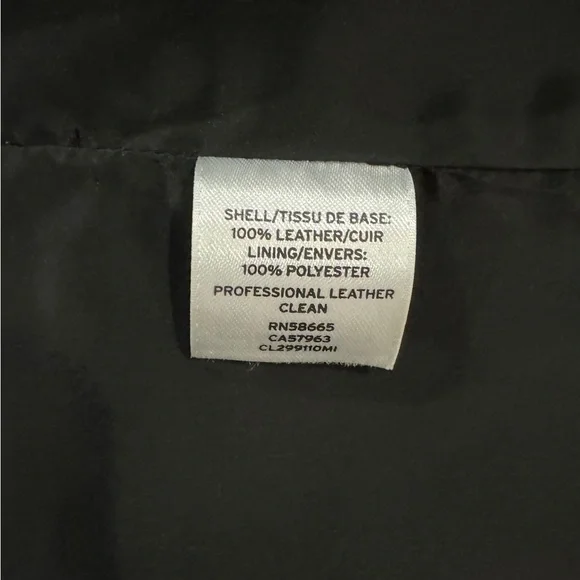 SHELL/TISSU DE BASE:
100% LEATHER/CUIR
LINING/ENVERS:
100% POLYESTER
PROFESSIONAL LEATHER
CLEAN
RN58665
CA57963
CL299110MI